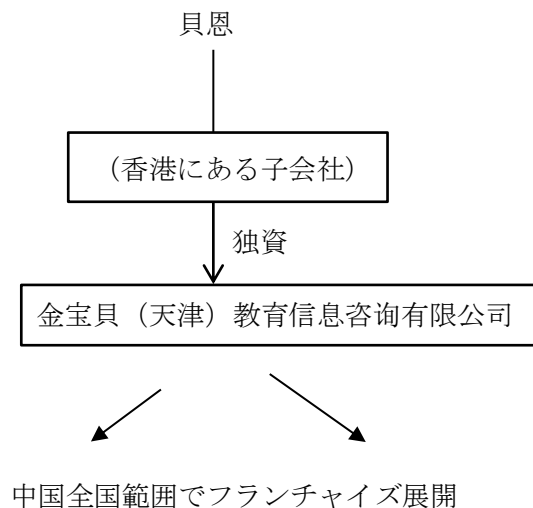 貝恩
（香港にある子会社）
独資
金宝貝（天津）教育信息咨询有限公司
中国全国範囲でフランチャイズ展開